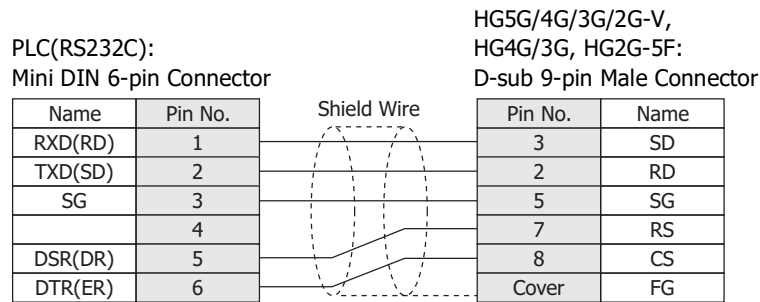 HG5G/4G/3G/2G-V,
PLC(RS232C): HG4G/3G, HG2G-5F:
Mini DIN 6-pin Connector D-sub 9-pin Male Connector
Name Pin No. Shield Wire Pin No. Name
RXD(RD) 1 3 SD
TXD(SD) 2 2 RD
SG 3 5 SG
4 7 RS
DSR(DR) 5 8 CS
DTR(ER) 6 Cover FG